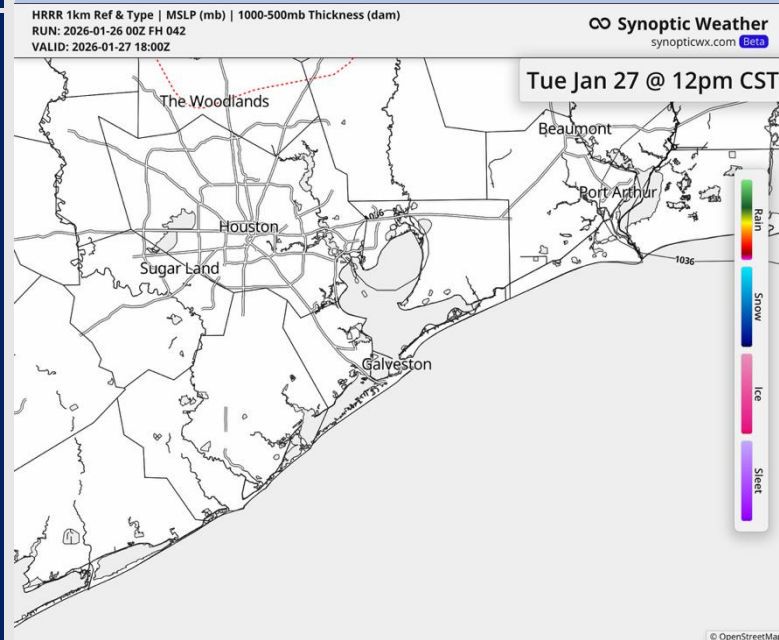 HRRR 1km Ref & Type | MSLP (mb) | 1000-500mb Thickness (dam)
RUN: 2026-01-26 00Z FH 042
VALID: 2026-01-27 18:00Z
Synoptic Weather
synopticwx.com Beta
Tue Jan 27 @ 12pm CST
The Woodlands
Beaumont
Port Arthur
Rain
1036
Houston
1036
Sugar Land
Snow
Galveston
Ice
Sleet
© OpenStreetMap